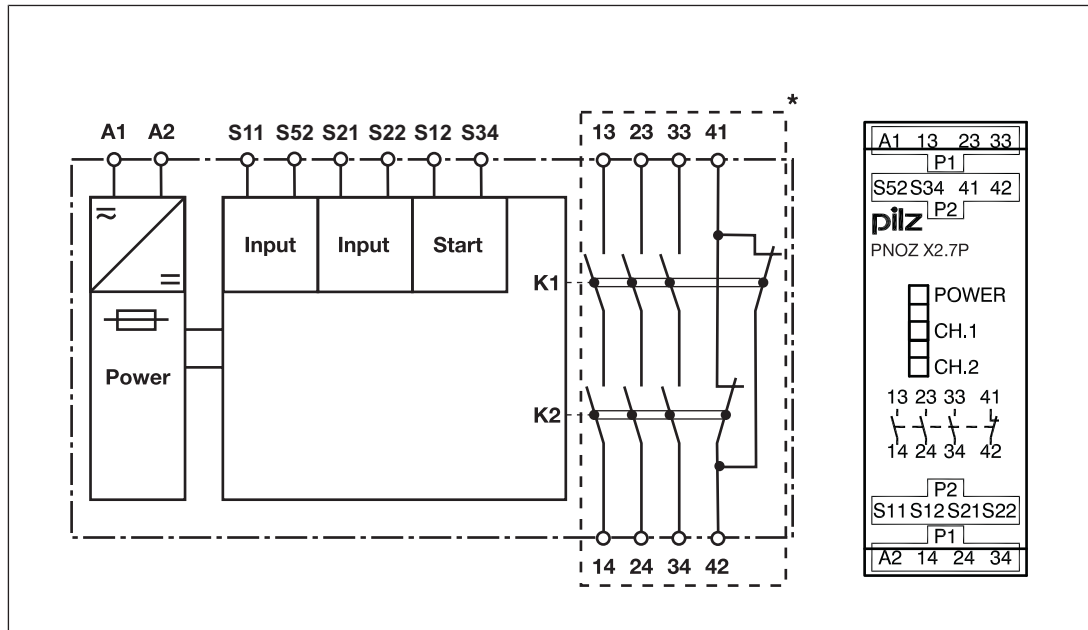 *
A1 A2 S11 S52 S21 S22 S12 S34 13 23 33 41
Input Input Start
K1
Power
K2
14 24 34 42
A1 13 23 33
P1
S52 S34 41 42
P2
pilz
PNOZ X2.7P
POWER
CH.1
CH.2
13 23 33 41
14 24 34 42
P2
S11 S12 S21 S22
P1
A2 14 24 34